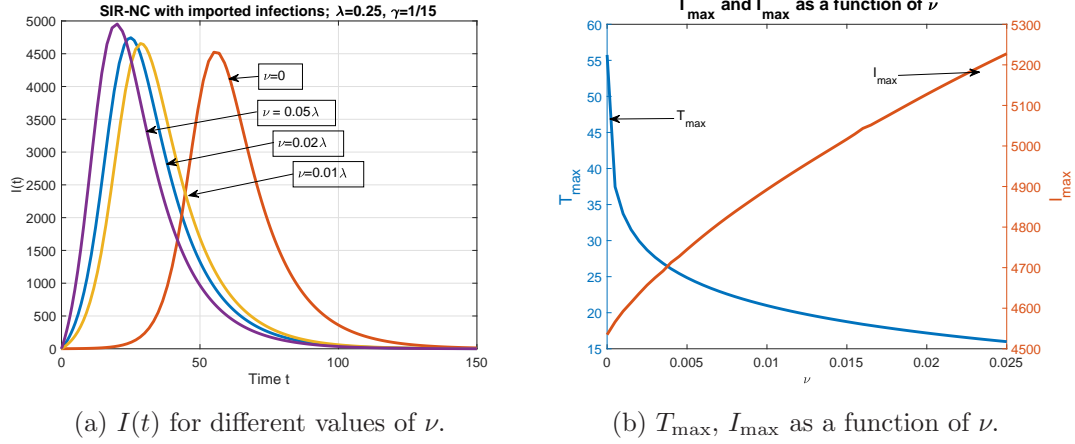 SIR-NC with imported infections; λ=0.25, γ=1/15
I(t)
5000
4500
4000
3500
3000
2500
2000
1500
1000
500
0
ν=0
ν = 0.05λ
ν=0.02λ
ν=0.01λ
0 50 100 150
Time t
(a) I(t) for different values of ν.
T_max and I_max as a function of ν
T_max
60
55
50
45
40
35
30
25
20
15
T_max
I_max
5300
5200
5100
5000
4900
4800
4700
4600
4500
I_max
0 0.005 0.01 0.015 0.02 0.025
ν
(b) T_max, I_max as a function of ν.